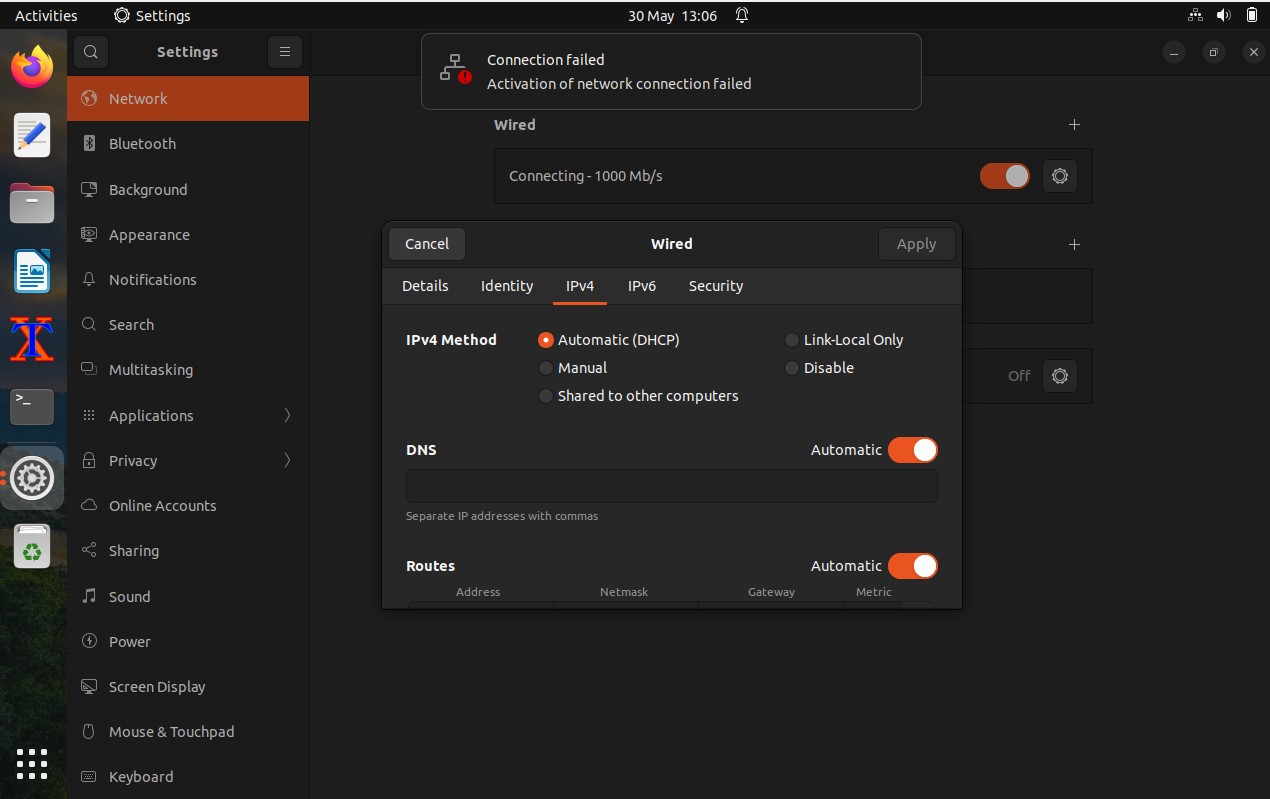 Activities
Settings
30 May 13:06
Settings
Connection failed
Activation of network connection failed
Network
Bluetooth
Background
Appearance
Notifications
Search
Multitasking
Applications
Privacy
Online Accounts
Sharing
Sound
Power
Screen Display
Mouse & Touchpad
Keyboard
Wired
Connecting - 1000 Mb/s
Off
Cancel
Wired
Apply
Details
Identity
IPv4
IPv6
Security
IPv4 Method
Automatic (DHCP)
Link-Local Only
Manual
Disable
Shared to other computers
DNS
Automatic
Separate IP addresses with commas
Routes
Automatic
Address
Netmask
Gateway
Metric